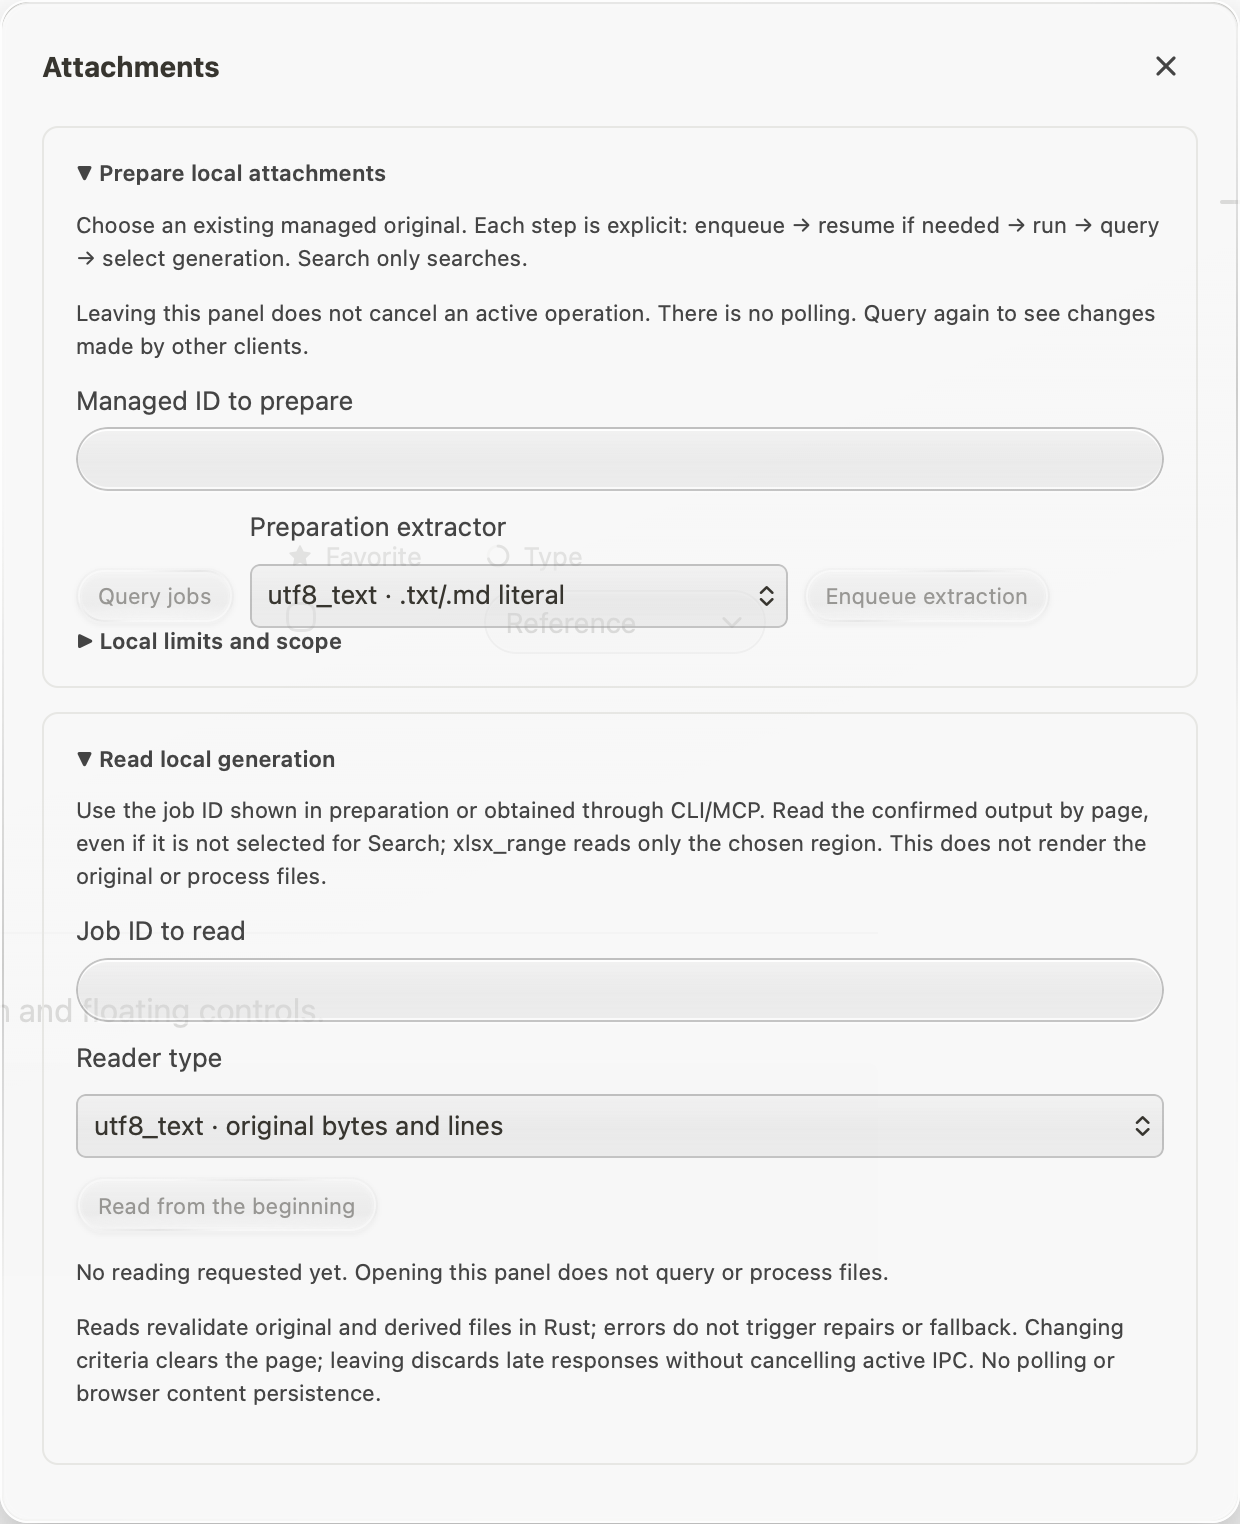 Attachments
Prepare local attachments
Choose an existing managed original. Each step is explicit: enqueue → resume if needed → run → query
→ select generation. Search only searches.
Leaving this panel does not cancel an active operation. There is no polling. Query again to see changes
made by other clients.
Managed ID to prepare
Preparation extractor
Favorite Type
Query jobs utf8_text · .txt/.md literal Enqueue extraction
Reference
Local limits and scope
Read local generation
Use the job ID shown in preparation or obtained through CLI/MCP. Read the confirmed output by page,
even if it is not selected for Search; xlsx_range reads only the chosen region. This does not render the
original or process files.
Job ID to read
and floating controls.
Reader type
utf8_text · original bytes and lines
Read from the beginning
No reading requested yet. Opening this panel does not query or process files.
Reads revalidate original and derived files in Rust; errors do not trigger repairs or fallback. Changing
criteria clears the page; leaving discards late responses without cancelling active IPC. No polling or
browser content persistence.